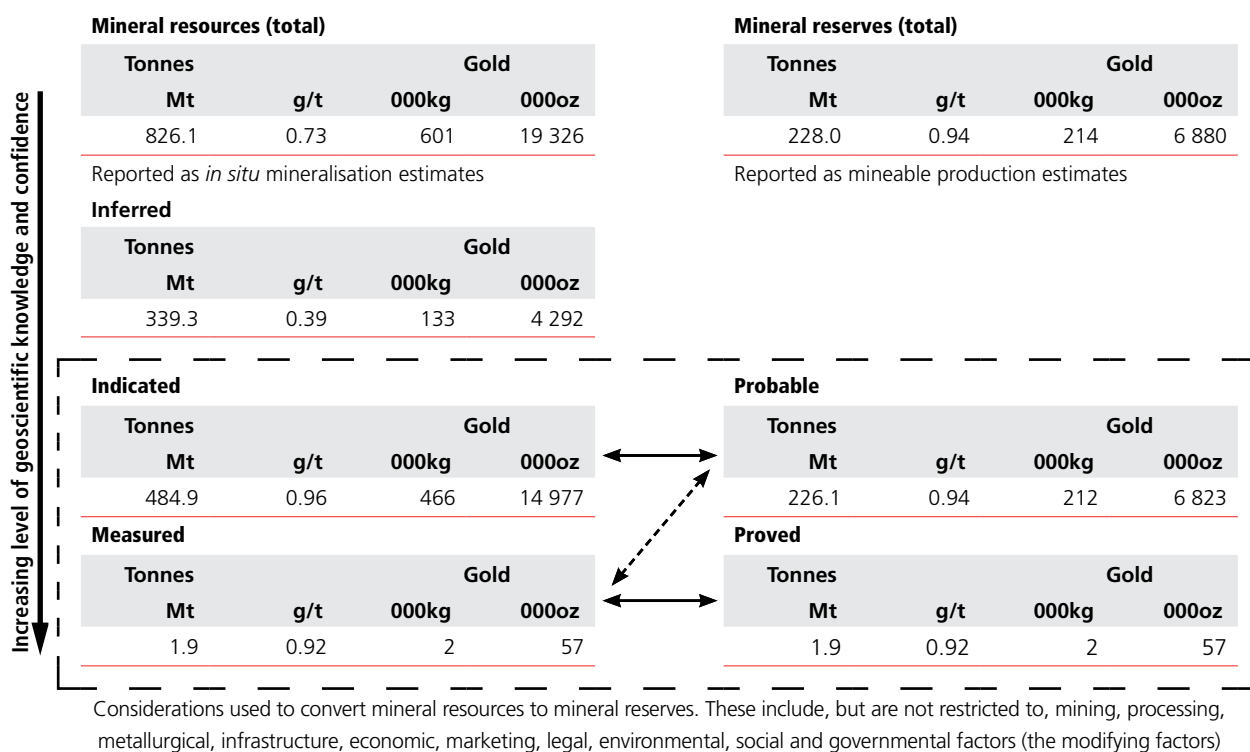 Mineral resources (total)
Tonnes Gold
Mt g/t 000kg 000oz
826.1 0.73 601 19 326
Reported as in situ mineralisation estimates
Mineral reserves (total)
Tonnes Gold
Mt g/t 000kg 000oz
228.0 0.94 214 6 880
Reported as mineable production estimates
Increasing level of geoscientific knowledge and confidence
Inferred
Tonnes Gold
Mt g/t 000kg 000oz
339.3 0.39 133 4 292
Indicated
Tonnes Gold
Mt g/t 000kg 000oz
484.9 0.96 466 14 977
Probable
Tonnes Gold
Mt g/t 000kg 000oz
226.1 0.94 212 6 823
Measured
Tonnes Gold
Mt g/t 000kg 000oz
1.9 0.92 2 57
Proved
Tonnes Gold
Mt g/t 000kg 000oz
1.9 0.92 2 57
Considerations used to convert mineral resources to mineral reserves. These include, but are not restricted to, mining, processing,
metallurgical, infrastructure, economic, marketing, legal, environmental, social and governmental factors (the modifying factors)